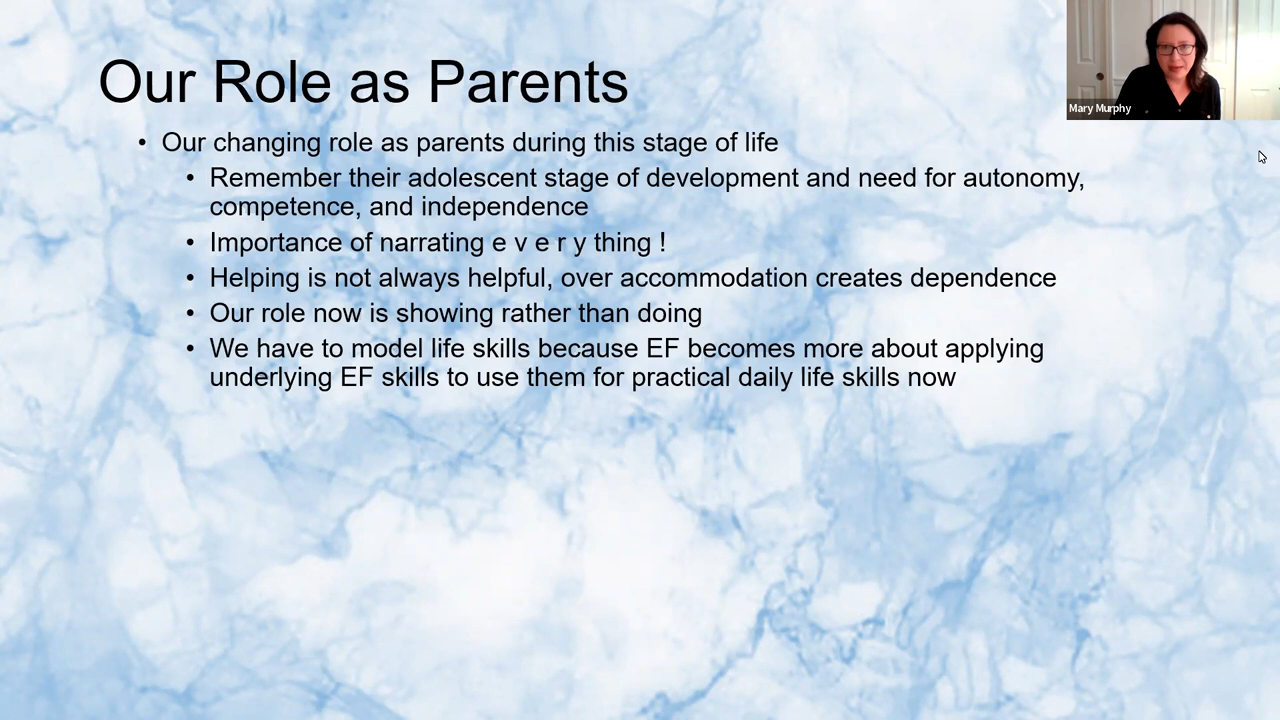 Our Role as Parents
Mary Murphy
• Our changing role as parents during this stage of life
• Remember their adolescent stage of development and need for autonomy,
competence, and independence
• Importance of narrating e v e r y thing !
• Helping is not always helpful, over accommodation creates dependence
• Our role now is showing rather than doing
• We have to model life skills because EF becomes more about applying
underlying EF skills to use them for practical daily life skills now